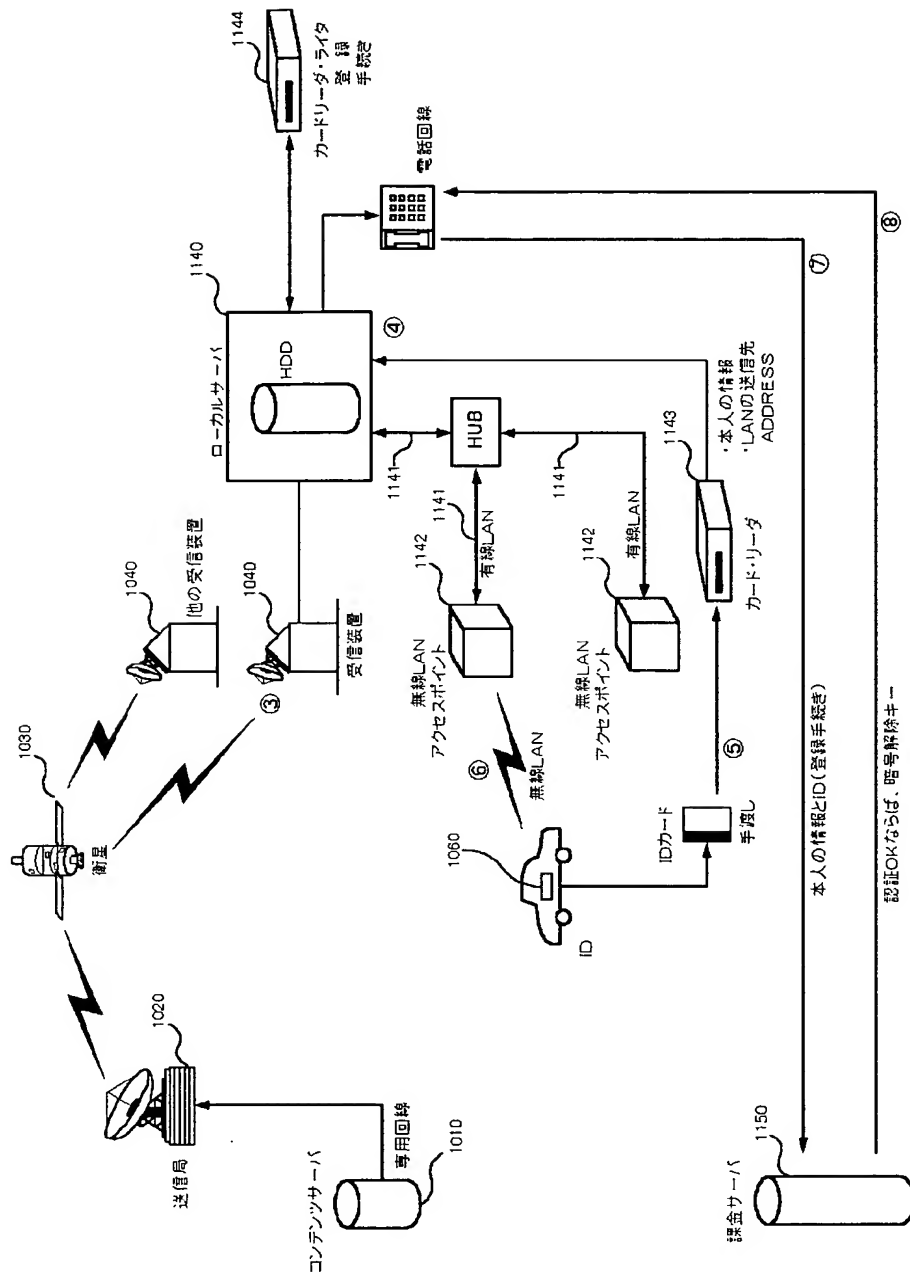 コンテンツサーバ
1010
専用回線
送信局
1020
衛星
1030
他の受信装置
1040
③
受信装置
1040
ローカルサーバ
1140
HDD
④
カードリーダ・ライタ
登録
手続き
1144
電話回線
HUB
1141
1141
1141
有線LAN
有線LAN
無線LAN
アクセスポイント
1142
無線LAN
アクセスポイント
1142
⑥
無線LAN
1060
ID
IDカード
手渡し
⑤
カード・リーダ
1143
・本人の情報
・LANの送信先
ADDRESS
⑦
本人の情報とID(登録手続き)
⑧
認証OKならば、暗号解除キー
課金サーバ
1150